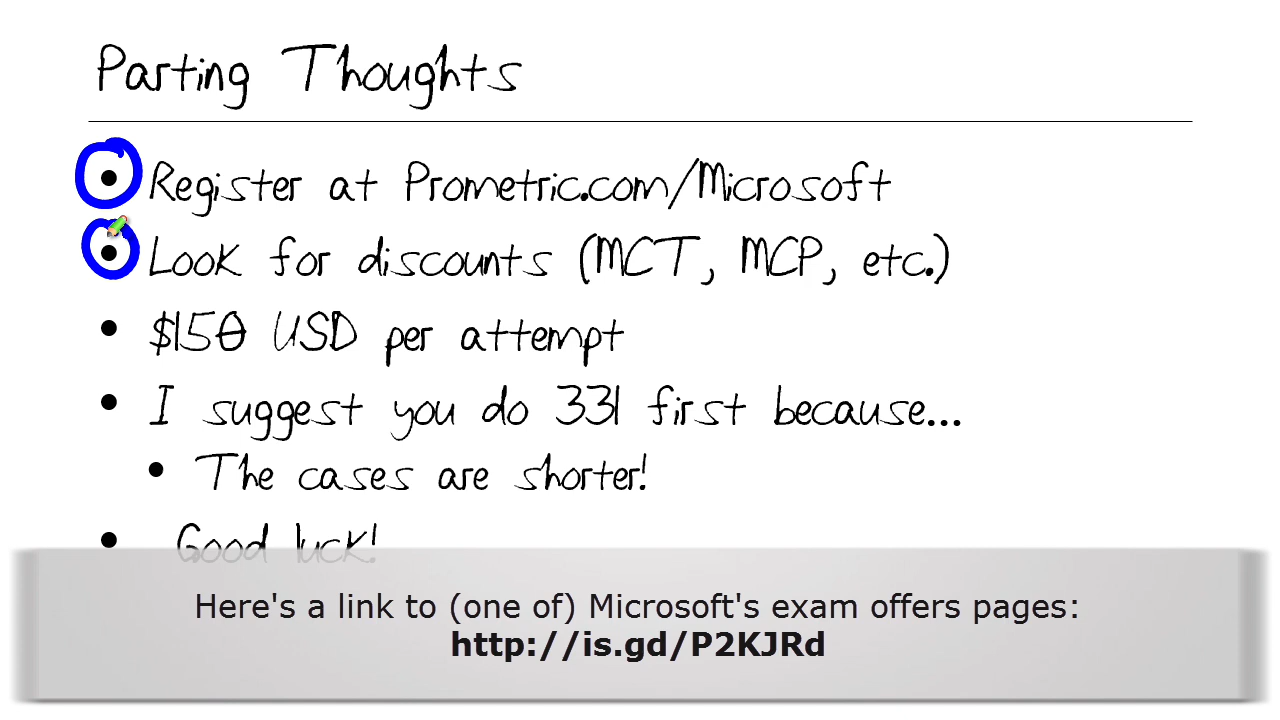 Parting Thoughts
• Register at Prometric.com/Microsoft
• Look for discounts (MCT, MCP, etc.)
• $150 USD per attempt
• I suggest you do 331 first because...
• The cases are shorter!
• Good luck!
Here's a link to (one of) Microsoft's exam offers pages:
http://is.gd/P2KJRd